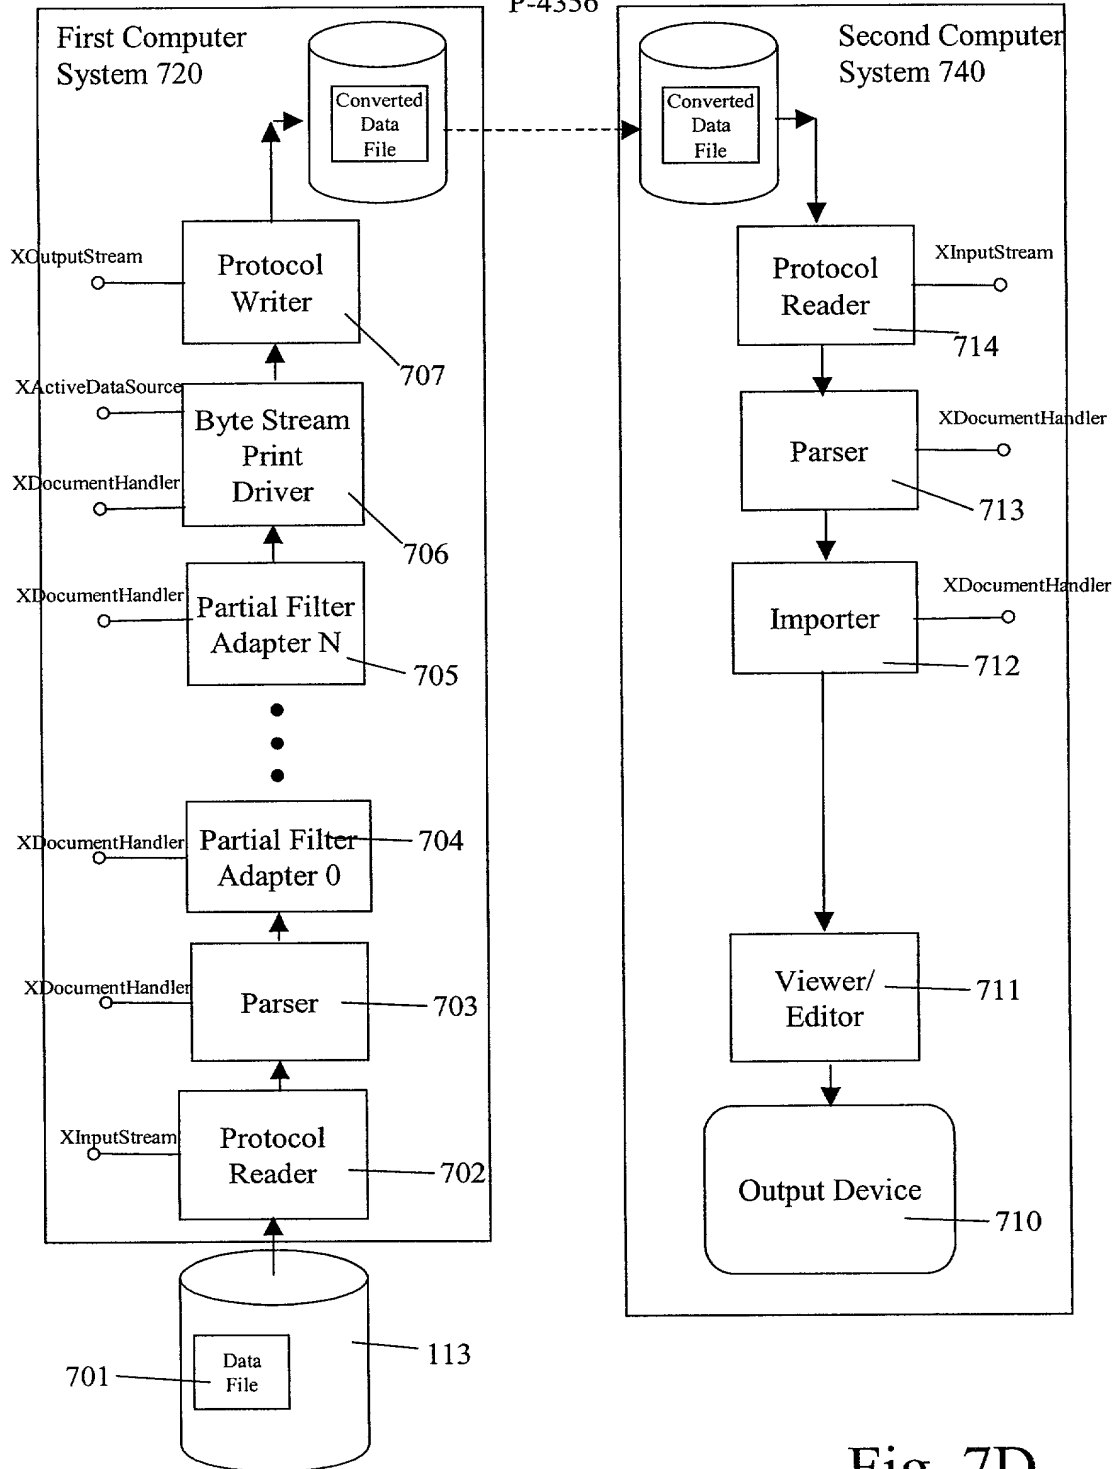 P-4356
First Computer
System 720
Converted
Data
File
Second Computer
System 740
Converted
Data
File
XOutputStream
Protocol
Writer
707
XInputStream
Protocol
Reader
714
XActiveDataSource
Byte Stream
Print
Driver
XDocumentHandler
706
XDocumentHandler
Parser
713
XDocumentHandler
Partial Filter
Adapter N
705
XDocumentHandler
Importer
712
XDocumentHandler
Partial Filter
Adapter 0
704
XDocumentHandler
Parser
703
Viewer/
Editor
711
XInputStream
Protocol
Reader
702
Output Device
710
701
Data
File
113
Fig. 7D